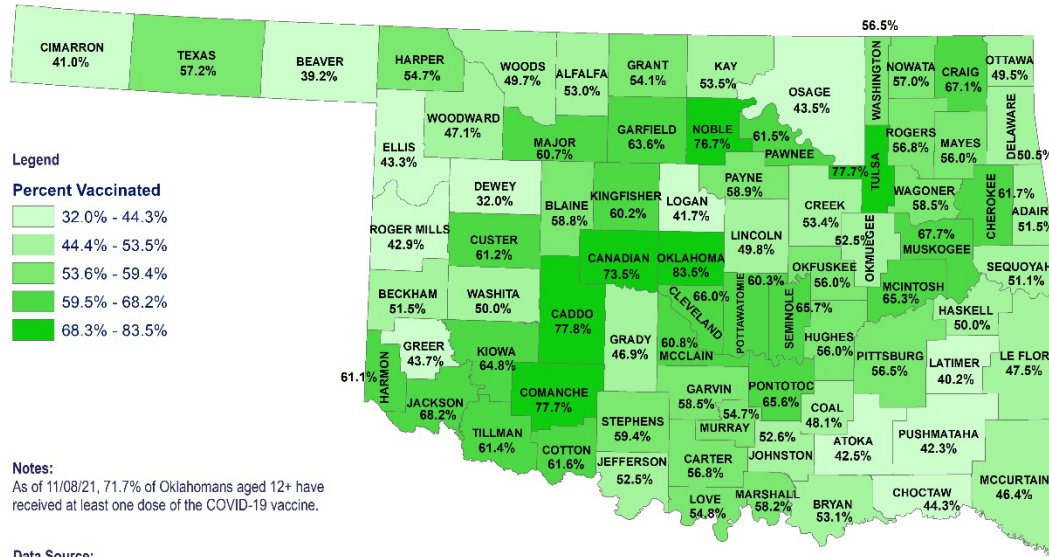 56.5%
CIMARRON
41.0%
TEXAS
57.2%
BEAVER
39.2%
HARPER
54.7%
WOODS
49.7%
ALFALFA
53.0%
GRANT
54.1%
KAY
53.5%
OSAGE
43.5%
WASHINGTON
NOWATA
57.0%
CRAIG
67.1%
OTTAWA
49.5%
WOODWARD
47.1%
ELLIS
43.3%
MAJOR
60.7%
GARFIELD
63.6%
NOBLE
76.7%
61.5%
PAWNEE
77.7%
TULSA
ROGERS
56.8%
MAYES
56.0%
DELAWARE
50.5%
Legend
Percent Vaccinated
32.0% - 44.3%
44.4% - 53.5%
53.6% - 59.4%
59.5% - 68.2%
68.3% - 83.5%
DEWEY
32.0%
BLAINE
58.8%
KINGFISHER
60.2%
LOGAN
41.7%
PAYNE
58.9%
CREEK
53.4%
WAGONER
58.5%
CHEROKEE
61.7%
ADAIR
51.5%
ROGER MILLS
42.9%
CUSTER
61.2%
CANADIAN
73.5%
OKLAHOMA
83.5%
LINCOLN
49.8%
52.5%
OKMULGEE
67.7%
MUSKOGEE
SEQUOYAH
51.1%
BECKHAM
51.5%
WASHITA
50.0%
CADDO
77.8%
GRADY
46.9%
66.0%
CLEVELAND
60.3%
POTTAWATOMIE
65.7%
SEMINOLE
OKFUSKEE
56.0%
MCINTOSH
65.3%
HASKELL
50.0%
GREER
43.7%
KIOWA
64.8%
60.8%
MCCLAIN
HUGHES
56.0%
PITTSBURG
56.5%
LATIMER
40.2%
LE FLOR
47.5%
61.1%
HARMON
JACKSON
68.2%
COMANCHE
77.7%
GARVIN
58.5%
PONTOTOC
65.6%
COAL
48.1%
TILLMAN
61.4%
COTTON
61.6%
STEPHENS
59.4%
54.7%
MURRAY
52.6%
JOHNSTON
ATOKA
42.5%
PUSHMATAHA
42.3%
JEFFERSON
52.5%
CARTER
56.8%
LOVE
54.8%
MARSHALL
58.2%
BRYAN
53.1%
CHOCTAW
44.3%
MCCURTAIN
46.4%
Notes:
As of 11/08/21, 71.7% of Oklahomans aged 12+ have
received at least one dose of the COVID-19 vaccine.
Data Source: